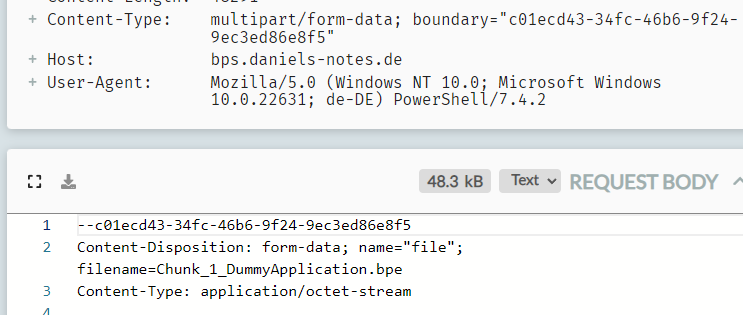 + Content-Type: multipart/form-data; boundary="c01ecd43-34fc-46b6-9f24-
9ec3ed86e8f5"
+ Host: bps.daniels-notes.de
+ User-Agent: Mozilla/5.0 (Windows NT 10.0; Microsoft Windows
10.0.22631; de-DE) PowerShell/7.4.2
48.3 kB Text REQUEST BODY
1 --c01ecd43-34fc-46b6-9f24-9ec3ed86e8f5
2 Content-Disposition: form-data; name="file";
filename=Chunk_1_DummyApplication.bpe
3 Content-Type: application/octet-stream
4